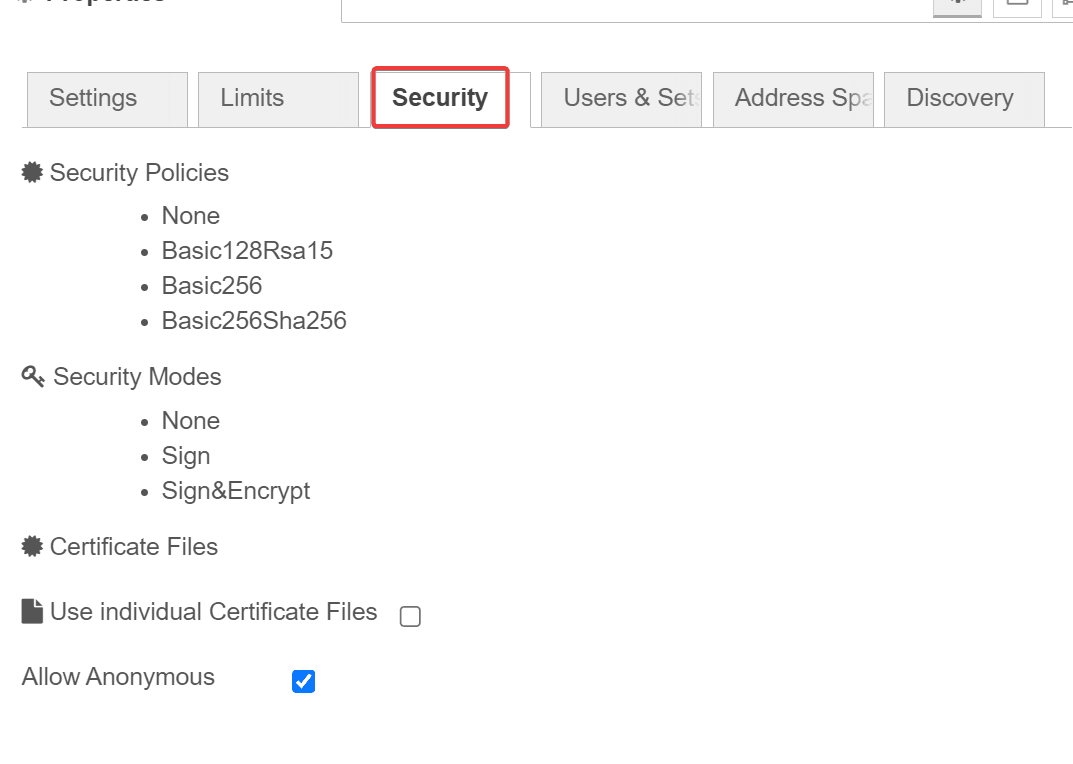 Properties
Settings Limits Security Users & Sets Address Spa Discovery
Security Policies
None
Basic128Rsa15
Basic256
Basic256Sha256
Security Modes
None
Sign
Sign&Encrypt
Certificate Files
Use individual Certificate Files
Allow Anonymous